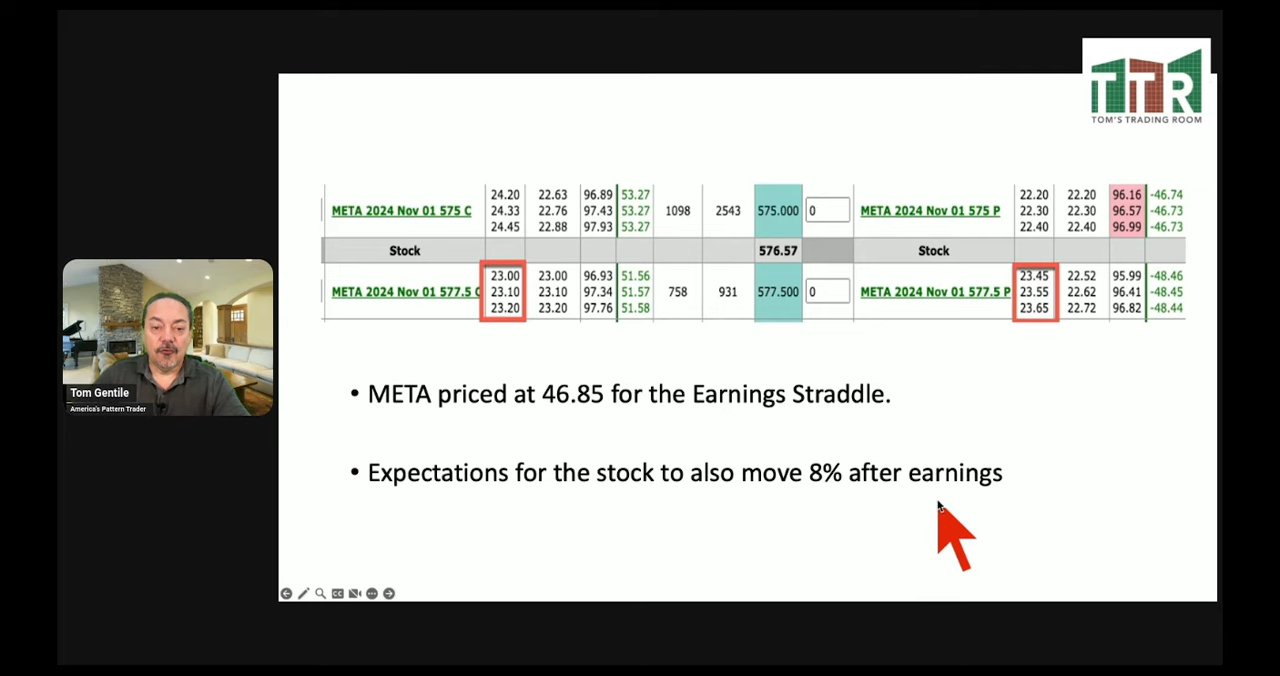 TTR
TOM'S TRADING ROOM
24.20 22.63 96.89 53.27 22.20 22.20 96.16 -46.74
META 2024 Nov 01 575 C 24.33 22.76 97.43 53.27 1098 2543 575.000 0 META 2024 Nov 01 575 P 22.30 22.30 96.57 -46.73
24.45 22.88 97.93 53.27 22.40 22.40 96.99 -46.73
Stock 576.57 Stock
23.00 23.00 96.93 51.56 23.45 22.52 95.99 -48.46
META 2024 Nov 01 577.5 C 23.10 23.10 97.34 51.57 758 931 577.500 0 META 2024 Nov 01 577.5 P 23.55 22.62 96.41 -48.45
23.20 23.20 97.76 51.58 23.65 22.72 96.82 -48.44
Tom Gentile
America's Pattern Trader
• META priced at 46.85 for the Earnings Straddle.
• Expectations for the stock to also move 8% after earnings
CC